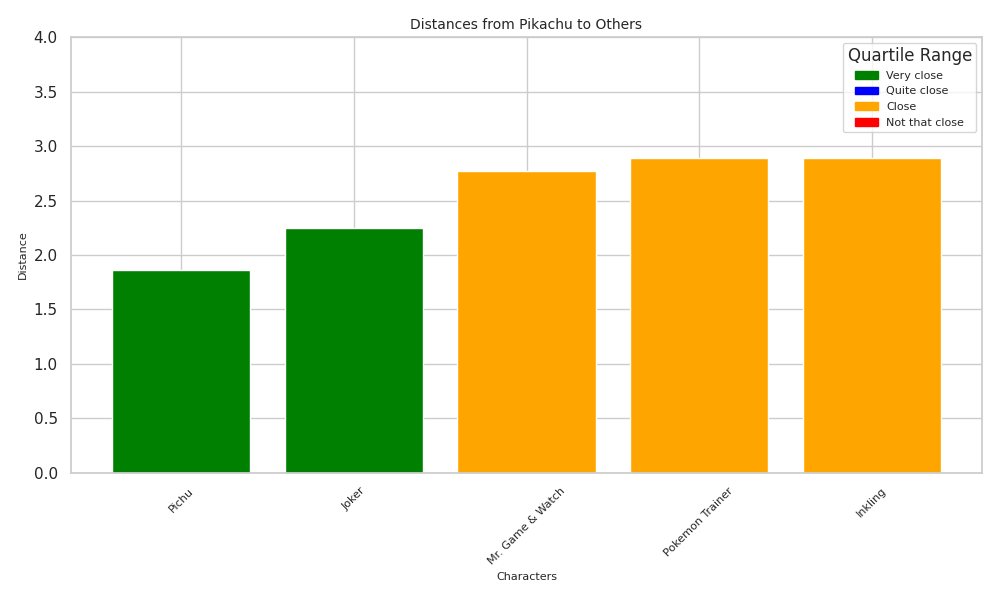 Distances from Pikachu to Others
Quartile Range
Very close
Quite close
Close
Not that close
Distance
4.0
3.5
3.0
2.5
2.0
1.5
1.0
0.5
0.0
Pichu
Joker
Mr. Game & Watch
Pokemon Trainer
Inkling
Characters